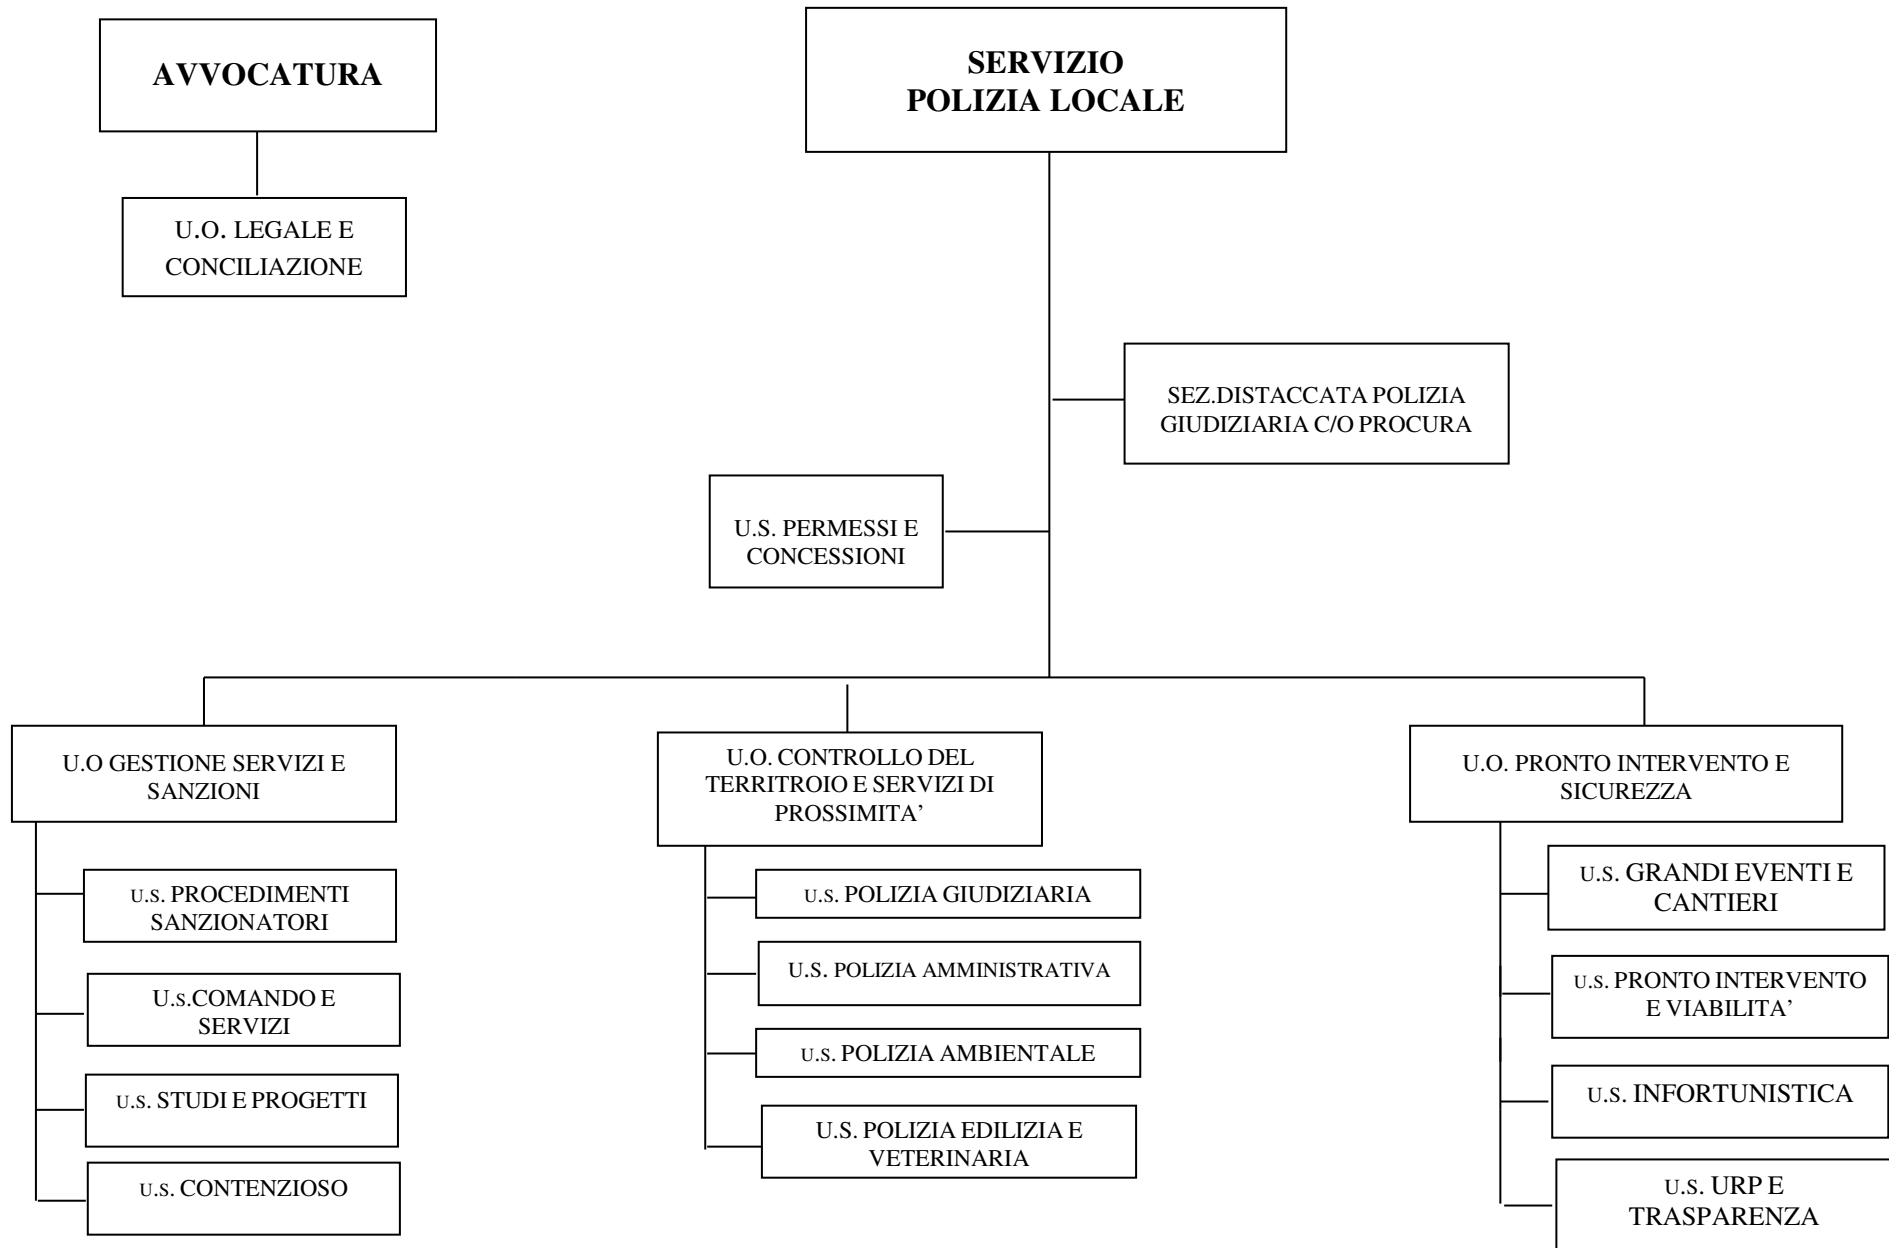 AVVOCATURA
SERVIZIO
POLIZIA LOCALE
U.O. LEGALE E
CONCILIAZIONE
SEZ.DISTACCATA POLIZIA
GIUDIZIARIA C/O PROCURA
U.S. PERMESSI E
CONCESSIONI
U.O GESTIONE SERVIZI E
SANZIONI
U.S. PROCEDIMENTI
SANZIONATORI
U.S.COMANDO E
SERVIZI
U.S. STUDI E PROGETTI
U.S. CONTENZIOSO
U.O. CONTROLLO DEL
TERRITROIO E SERVIZI DI
PROSSIMITA’
U.S. POLIZIA GIUDIZIARIA
U.S. POLIZIA AMMINISTRATIVA
U.S. POLIZIA AMBIENTALE
U.S. POLIZIA EDILIZIA E
VETERINARIA
U.O. PRONTO INTERVENTO E
SICUREZZA
U.S. GRANDI EVENTI E
CANTIERI
U.S. PRONTO INTERVENTO
E VIABILITA’
U.S. INFORTUNISTICA
U.S. URP E
TRASPARENZA